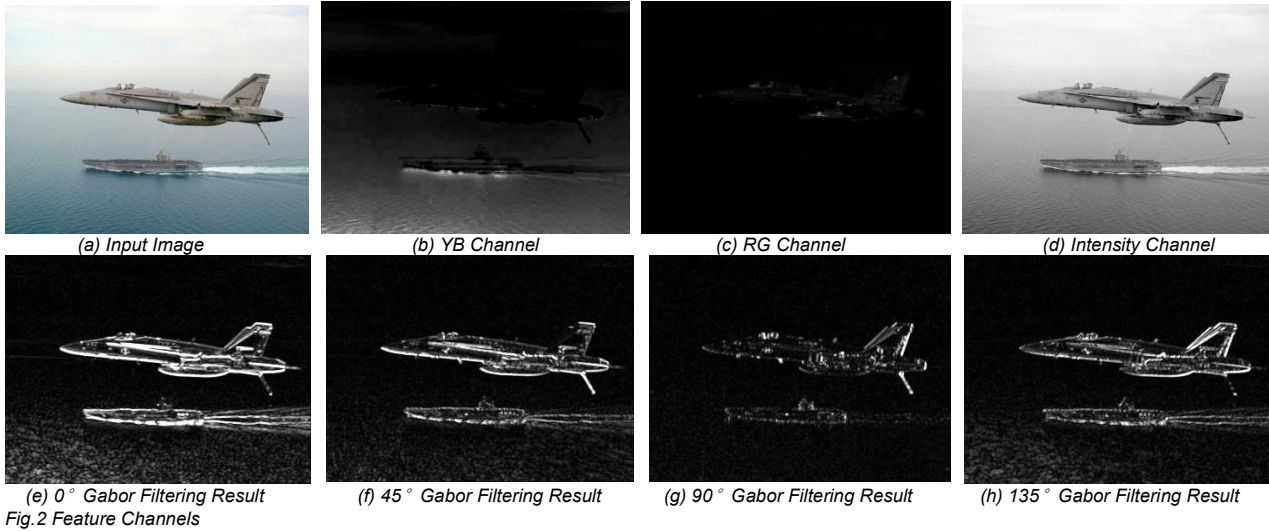 (a) Input Image (b) YB Channel (c) RG Channel (d) Intensity Channel
(e) 0° Gabor Filtering Result (f) 45° Gabor Filtering Result (g) 90° Gabor Filtering Result (h) 135° Gabor Filtering Result
Fig.2 Feature Channels